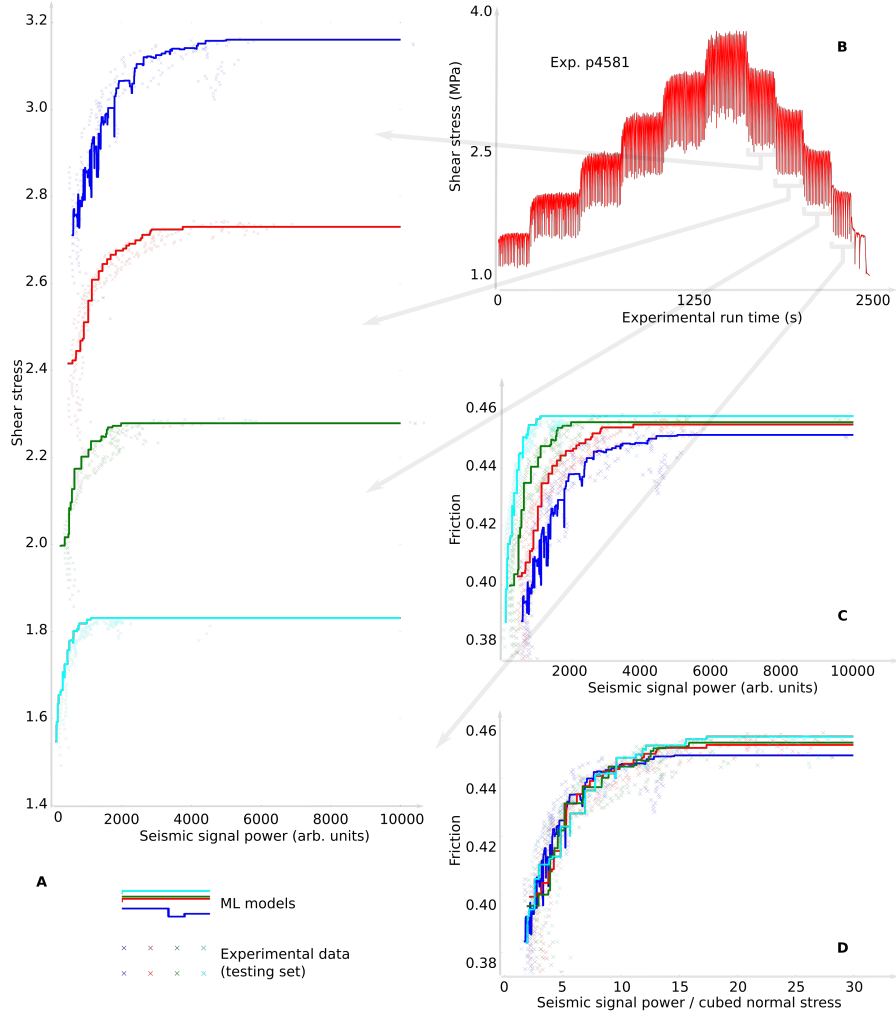 3.2
3.0
2.8
2.6
2.4
2.2
2.0
1.8
1.6
1.4
Shear stress
0
2000
4000
6000
8000
10000
Seismic signal power (arb. units)
A
ML models
Experimental data
(testing set)
4.0
2.5
1.0
Shear stress (MPa)
Exp. p4581
B
0
1250
2500
Experimental run time (s)
0.46
0.44
0.42
0.40
0.38
Friction
C
2000
4000
6000
8000
10000
Seismic signal power (arb. units)
0.46
0.44
0.42
0.40
0.38
Friction
D
0
5
10
15
20
25
30
Seismic signal power / cubed normal stress